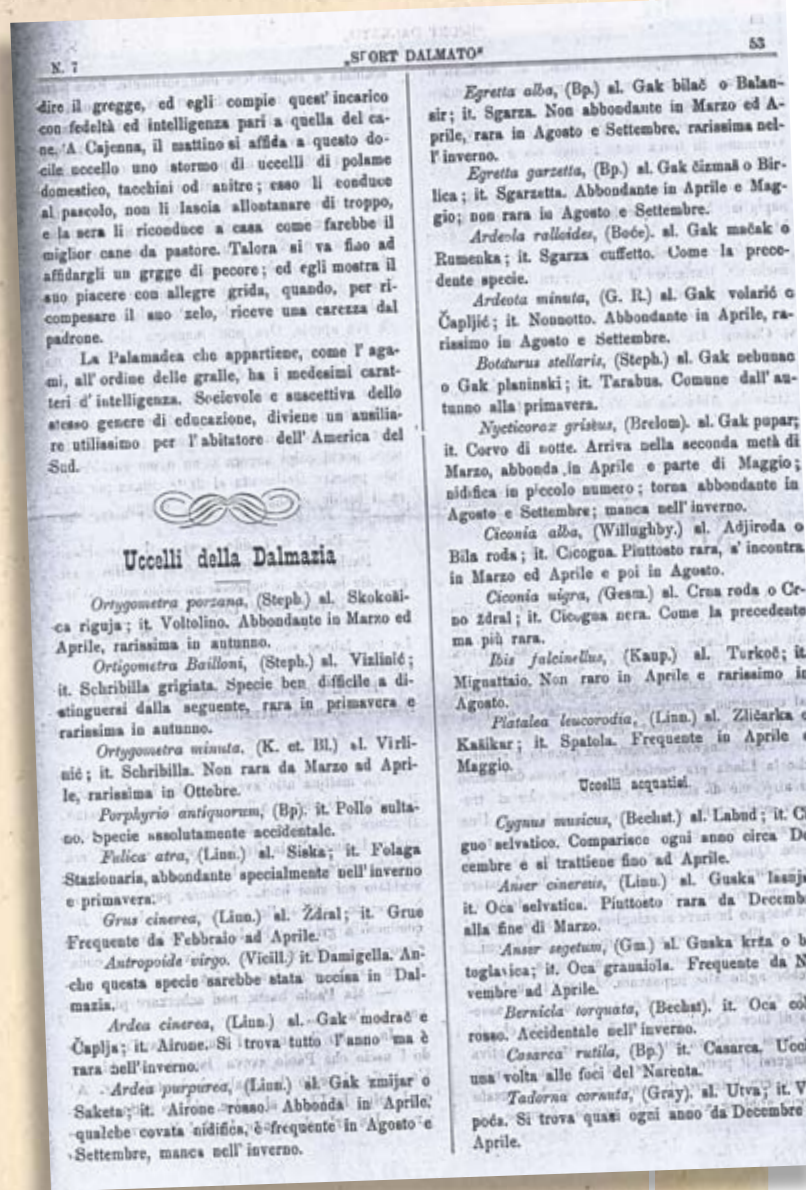 N. 7
„SPORT DALMATO"
53
dire il gregge, ed egli compie quest' incarico
con fedeltà ed intelligenza pari a quella del ca-
ne. A Cajenna, il mattino si affida a questo do-
cile uccello uno stormo di uccelli di polame
domestico, tacchini od anitre; esso li conduce
al pascolo, non li lascia allontanare di troppo,
e la sera li riconduce a casa come farebbe il
miglior cane da pastore. Talora si va fino ad
affidargli un grgge di pecore; ed egli mostra il
suo piacere con allegre grida, quando, per ri-
compesare il suo zelo, riceve una carezza dal
padrone.
La Palamadea che appartiene, come l' aga-
mi, all' ordine delle gralle, ha i medesimi carat-
teri d' intelligenza. Socievole e suscettiva dello
stesso genere di educazione, diviene un ausilia-
re utilissimo per l' abitatore dell' America del
Sud.
Uccelli della Dalmazia
Ortygometra porzana, (Steph.) sl. Skokoši-
ca riguja; it. Voltolino. Abbondante in Marzo ed
Aprile, rarissima in autunno.
Ortigometra Bailloni, (Steph.) sl. Vizlinić;
it. Schribilla grigiata. Specie ben difficile a di-
stinguersi dalla seguente, rara in primavera e
rarissima in autunno.
Ortygometra minuta. (K. et. Bl.) sl. Virli-
nić; it. Schribilla. Non rara da Marzo ad Apri-
le, rarissima in Ottobre.
Porphyrio antiquorum, (Bp). it. Pollo sulta-
no. Specie assolutamente accidentale.
Fulica atra, (Linn.) sl. Siska; it. Folaga
Stazionaria, abbondante specialmente nell' inverno
e primavera.
Grus cinerea, (Linn.) sl. Ždral; it. Grue
Frequente da Febbraio ad Aprile.
Antropoide virgo. (Vicill.) it. Damigella. An-
che questa specie sarebbe stata uccisa in Dal-
mazia.
Ardea cinerea, (Linn.) sl. Gak modrač e
Čaplja; it. Airone. Si trova tutto l' anno ma è
rara nell' inverno.
Ardea purpurea, (Linn.) sl. Gak zmijar o
Saketa; it. Airone rosso. Abbonda in Aprile,
qualche covata nidifica, è frequente in Agosto e
Settembre, manca nell' inverno.
Egretta alba, (Bp.) sl. Gak bilač o Balan-
sir; it. Sgarza. Non abbondante in Marzo ed A-
prile, rara in Agosto e Settembre. rarissima nel-
l' inverno.
Egretta garzetta, (Bp.) sl. Gak čizmaš o Bir-
lica; it. Sgarzetta. Abbondante in Aprile e Mag-
gio; non rara in Agosto e Settembre.
Ardeola ralloides, (Boće). sl. Gak mačak o
Rumenka; it. Sgarza cuffetto. Come la prece-
dente specie.
Ardeota minuta, (G. R.) sl. Gak volarić o
Čapljić; it. Nonnotto. Abbondante in Aprile, ra-
rissimo in Agosto e Settembre.
Botdurus stellaris, (Steph.) sl. Gak nebunac
o Gak planinski; it. Tarabus. Comune dall' au-
tunno alla primavera.
Nycticorax gristus, (Brelom). sl. Gak popar;
it. Corvo di notte. Arriva nella seconda metà di
Marzo, abbonda in Aprile e parte di Maggio;
nidifica in piccolo numero; torna abbondante in
Agosto e Settembre; manca nell' inverno.
Ciconia alba, (Willughby.) sl. Adjiroda o
Bila roda; it. Cicogna. Piuttosto rara, s' incontra
in Marzo ed Aprile e poi in Agosto.
Ciconia nigra, (Gesm.) sl. Crna roda o Cr-
no ždral; it. Cicogna nera. Come la precedente
ma più rara.
Ibis falcinellus, (Kaup.) sl. Turkoč; it.
Mignattaio. Non raro in Aprile e rarissimo in
Agosto.
Platalea leucorodia, (Linn.) sl. Zličarka o
Kašikar; it. Spatola. Frequente in Aprile e
Maggio.
Uccelli acquatici
Cygnus musicus, (Bechst.) sl. Labud; it. Ci
gno selvatico. Comparisce ogni anno circa De
cembre e si trattiene fino ad Aprile.
Anser cinereus, (Linn.) sl. Guska lasnja
it. Oca selvatica. Piuttosto rara da Decemb
alla fine di Marzo.
Anser segetum, (Gm.) sl. Guska krža o b
toglavica; it. Oca granaiola. Frequente da N
vembre ad Aprile.
Bernicla torquata, (Bechst). it. Oca col
rosso. Accidentale nell' inverno.
Casarca rutila, (Bp.) it. Casarca. Ucci
una volta alle foci del Narenta.
Tadorna cornuta, (Gray). sl. Utva; it. V
poća. Si trova quasi ogni anno da Decembre
Aprile.